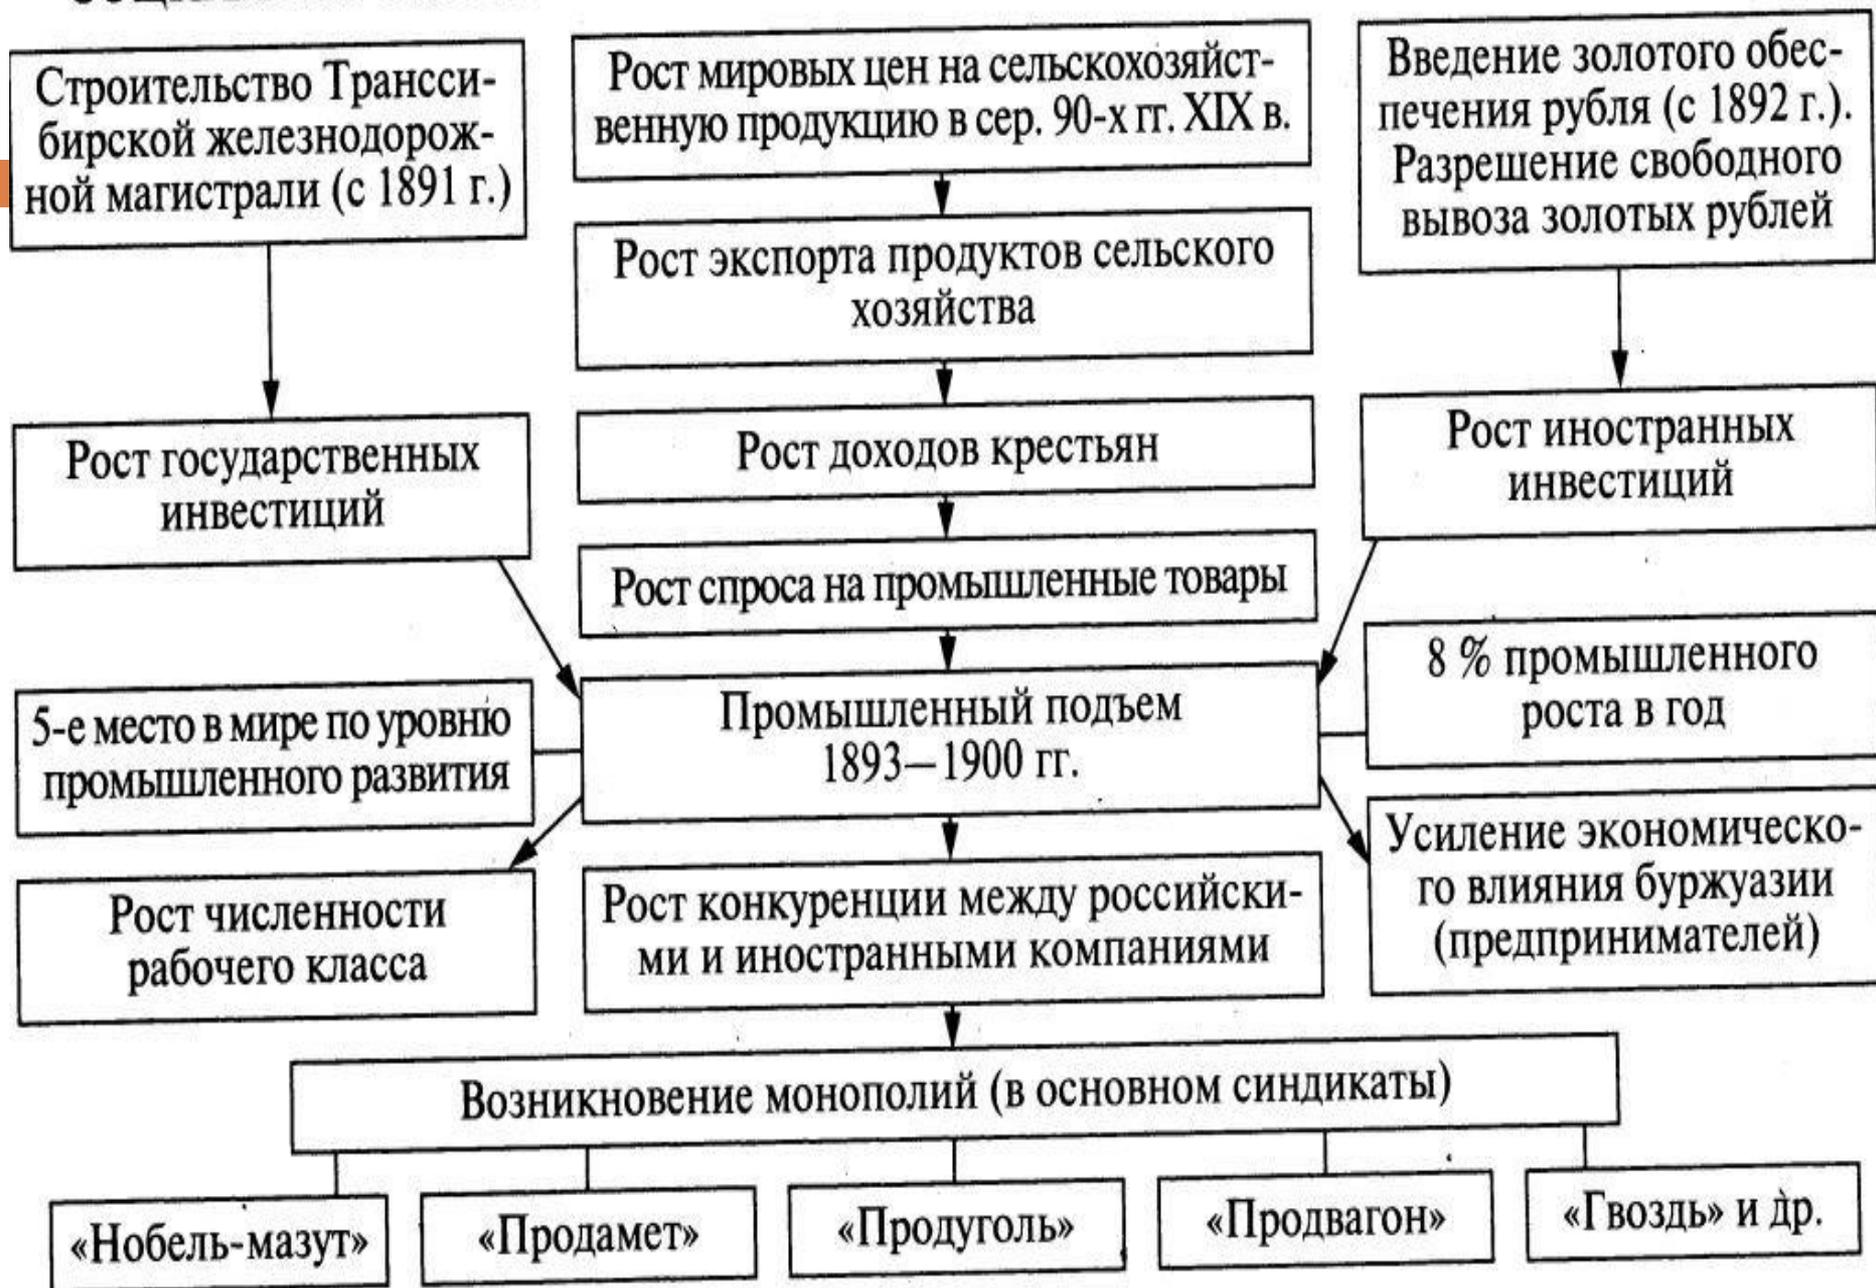 Строительство Трансси-
бирской железнодорож-
ной магистрали (с 1891 г.)
Рост мировых цен на сельскохозяйст-
венную продукцию в сер. 90-х гг. XIX в.
Введение золотого обес-
печения рубля (с 1892 г.).
Разрешение свободного
вывоза золотых рублей
Рост экспорта продуктов сельского
хозяйства
Рост государственных
инвестиций
Рост доходов крестьян
Рост иностранных
инвестиций
Рост спроса на промышленные товары
5-е место в мире по уровню
промышленного развития
Промышленный подъем
1893—1900 гг.
8 % промышленного
роста в год
Рост численности
рабочего класса
Рост конкуренции между российски-
ми и иностранными компаниями
Усиление экономическо-
го влияния буржуазии
(предпринимателей)
Возникновение монополий (в основном синдикаты)
«Нобель-мазут»
«Продамет»
«Продуголь»
«Продвагон»
«Гвоздь» и др.